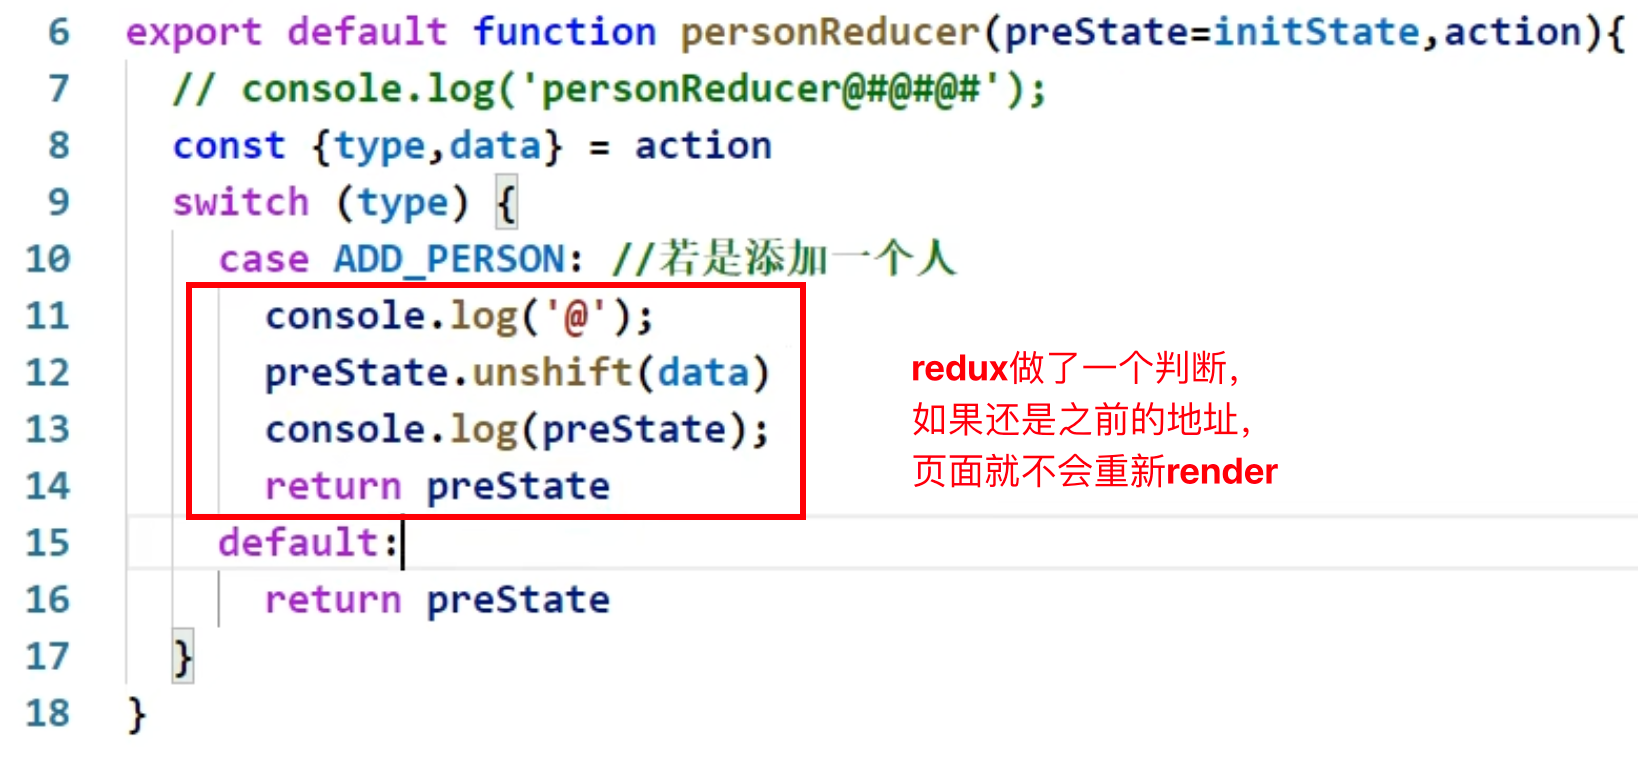 6 export default function personReducer(preState=initState,action){
7 // console.log('personReducer@#@#@#');
8 const {type,data} = action
9 switch (type) {
10 case ADD_PERSON: //若是添加一个人
11 console.log('@');
12 preState.unshift(data)
13 console.log(preState);
14 return preState
15 default:
16 return preState
17 }
18 }
redux做了一个判断，
如果还是之前的地址，
页面就不会重新render